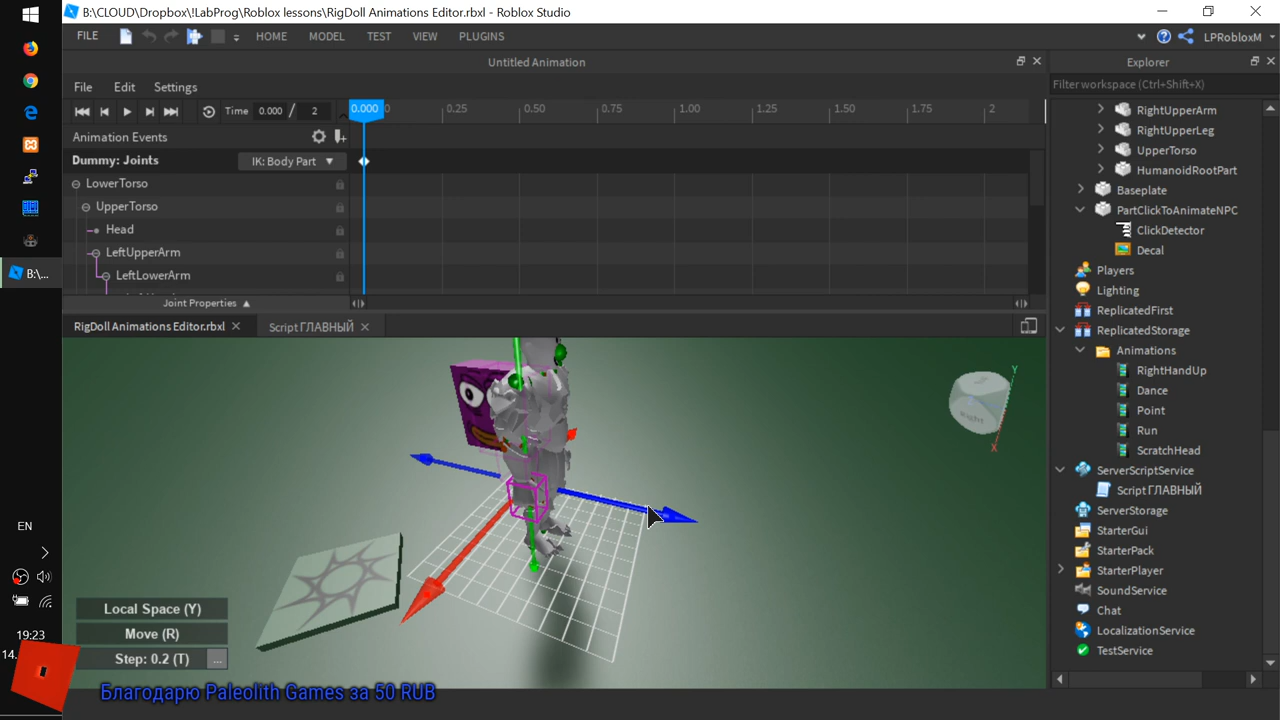 B:\CLOUD\Dropbox\!LabProg\Roblox lessons\RigDoll Animations Editor.rbxl - Roblox Studio
FILE HOME MODEL TEST VIEW PLUGINS LPRobloxM
Untitled Animation
Explorer
File Edit Settings
Filter workspace (Ctrl+Shift+X)
Time 0.000 / 2
0.000 0 0.25 0.50 0.75 1.00 1.25 1.50 1.75 2
Animation Events
Dummy: Joints IK: Body Part
LowerTorso
UpperTorso
Head
LeftUpperArm
LeftLowerArm
Joint Properties
RigDoll Animations Editor.rbxl
Script ГЛАВНЫЙ
Right
Y
X
Local Space (Y)
Move (R)
Step: 0.2 (T) ...
RightUpperArm
RightUpperLeg
UpperTorso
HumanoidRootPart
Baseplate
PartClickToAnimateNPC
ClickDetector
Decal
Players
Lighting
ReplicatedFirst
ReplicatedStorage
Animations
RightHandUp
Dance
Point
Run
ScratchHead
ServerScriptService
Script ГЛАВНЫЙ
ServerStorage
StarterGui
StarterPack
StarterPlayer
SoundService
Chat
LocalizationService
TestService
B:\...
EN
19:23
14.
Благодарю Paleolith Games за 50 RUB